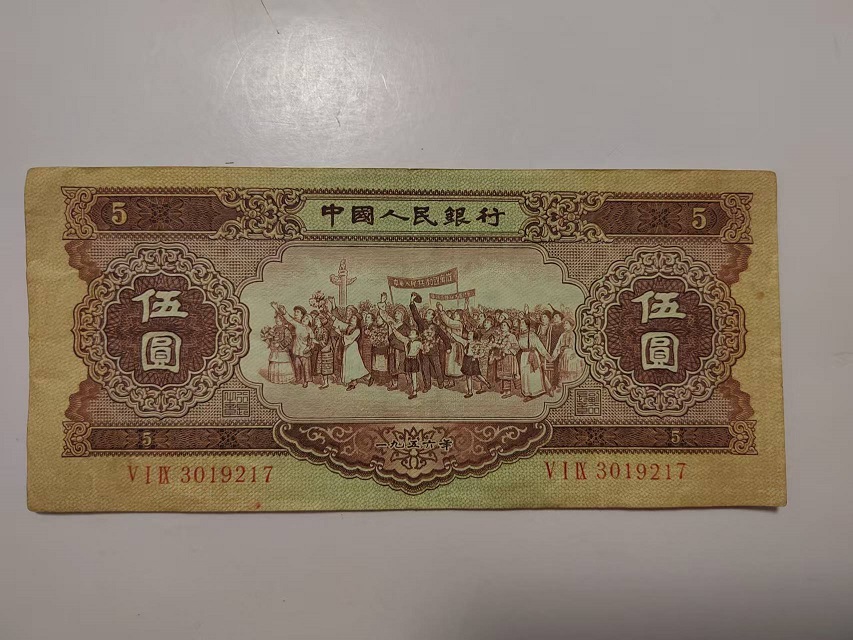 5 中國人民銀行 5
伍圓 伍圓
5 一九五六年 5
VI IX 3019217 VI IX 3019217